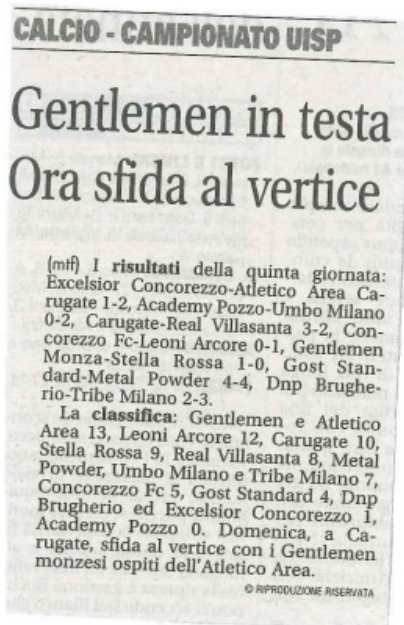 CALCIO - CAMPIONATO UISP
Gentlemen in testa
Ora sfida al vertice
(mtf) I risultati della quinta giornata:
Excelsior Concorezzo-Atletico Area Ca-
rugate 1-2, Academy Pozzo-Umbo Milano
0-2, Carugate-Real Villasanta 3-2, Con-
corezzo Fc-Leoni Arcore 0-1, Gentlemen
Monza-Stella Rossa 1-0, Gost Stan-
dard-Metal Powder 4-4, Dnp Brughe-
rio-Tribe Milano 2-3.
La classifica: Gentlemen e Atletico
Area 13, Leoni Arcore 12, Carugate 10,
Stella Rossa 9, Real Villasanta 8, Metal
Powder, Umbo Milano e Tribe Milano 7,
Concorezzo Fc 5, Gost Standard 4, Dnp
Brugherio ed Excelsior Concorezzo 1,
Academy Pozzo 0. Domenica, a Ca-
rugate, sfida al vertice con i Gentlemen
monzesi ospiti dell'Atletico Area.
© RIPRODUZIONE RISERVATA